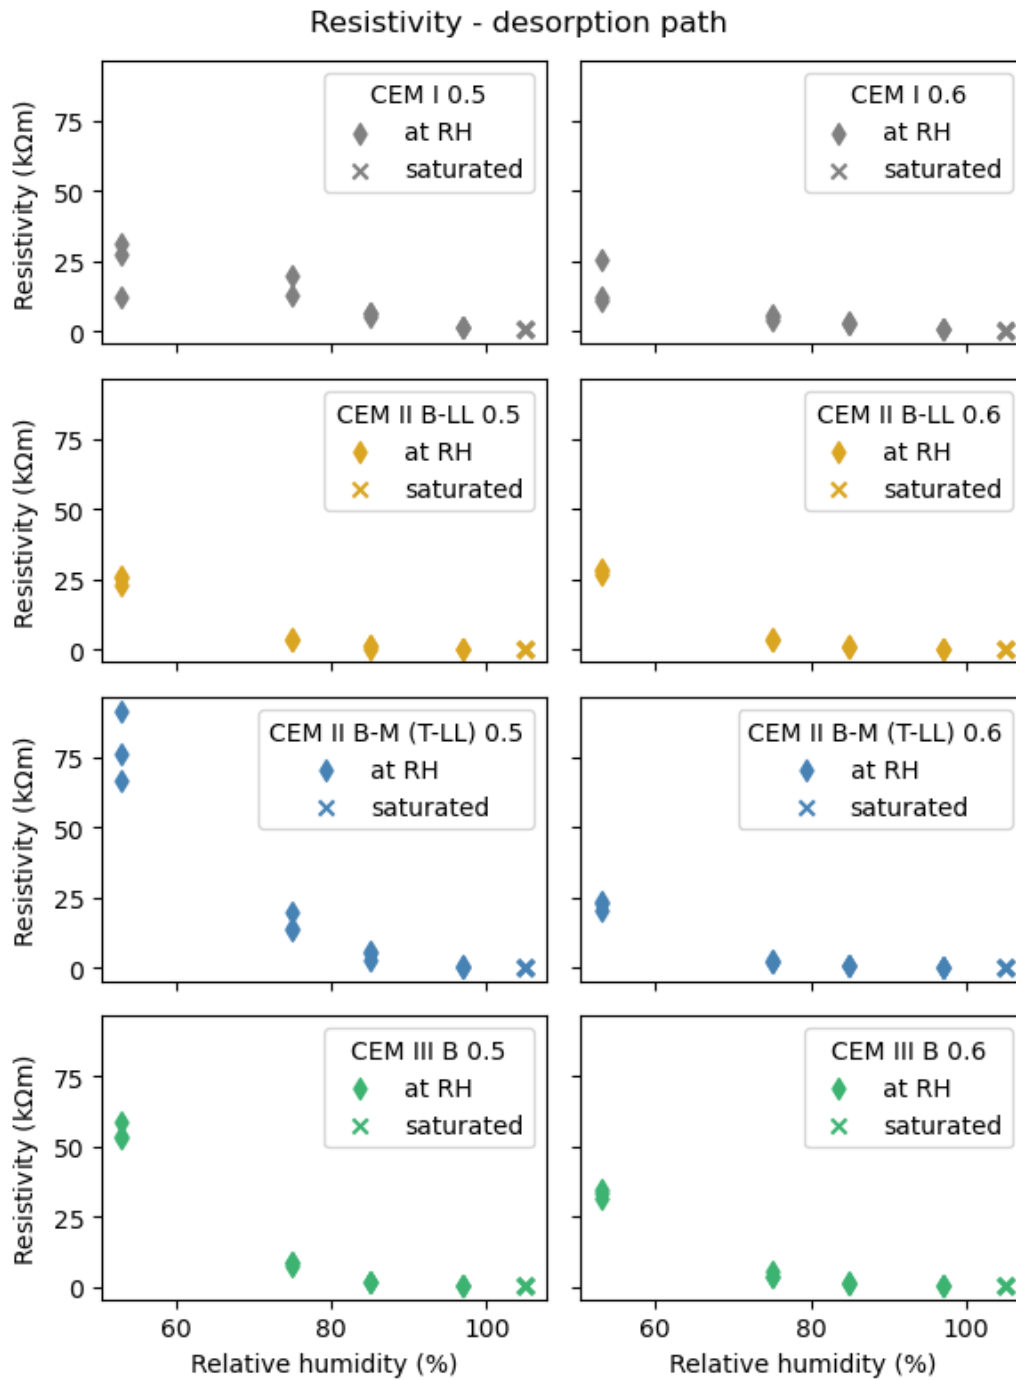 Resistivity - desorption path
Resistivity (kΩm)
75
50
25
0
CEM I 0.5
at RH
saturated
CEM I 0.6
at RH
saturated
Resistivity (kΩm)
75
50
25
0
CEM II B-LL 0.5
at RH
saturated
CEM II B-LL 0.6
at RH
saturated
Resistivity (kΩm)
75
50
25
0
CEM II B-M (T-LL) 0.5
at RH
saturated
CEM II B-M (T-LL) 0.6
at RH
saturated
Resistivity (kΩm)
75
50
25
0
CEM III B 0.5
at RH
saturated
CEM III B 0.6
at RH
saturated
60 80 100
60 80 100
Relative humidity (%)
Relative humidity (%)